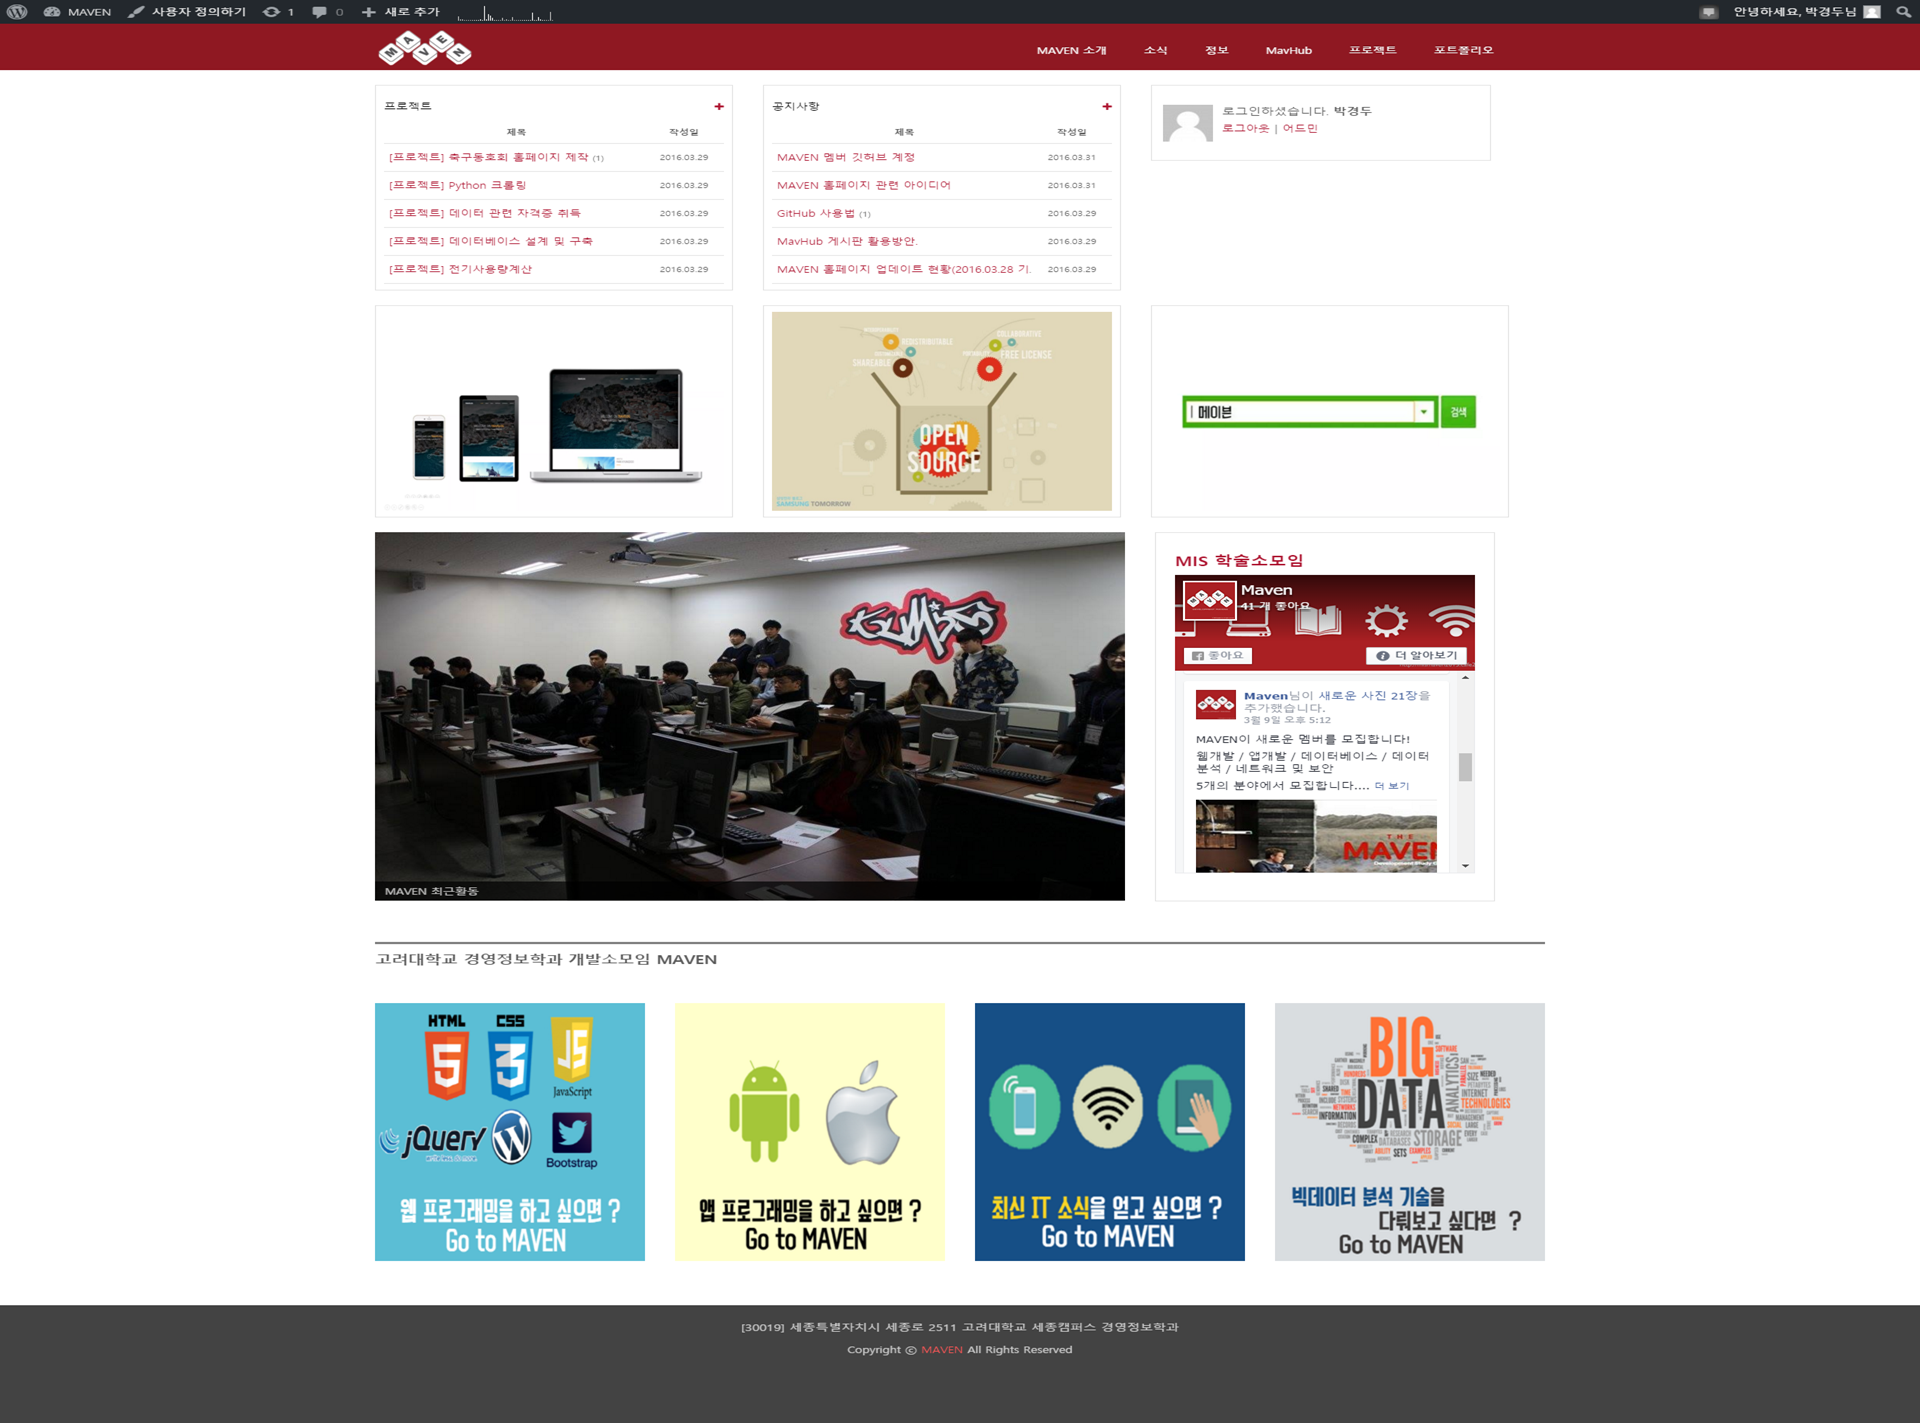 MAVEN 사용자 정의하기 1 0 새로 추가 안녕하세요, 박경두님
MAVEN
MAVEN 소개 소식 정보 MavHub 프로젝트 포트폴리오
프로젝트 +
제목 작성일
[프로젝트] 축구동호회 홈페이지 제작 (1) 2016.03.29
[프로젝트] Python 크롤링 2016.03.29
[프로젝트] 데이터 관련 자격증 취득 2016.03.29
[프로젝트] 데이터베이스 설계 및 구축 2016.03.29
[프로젝트] 전기사용량계산 2016.03.29
공지사항 +
제목 작성일
MAVEN 멤버 깃허브 계정 2016.03.31
MAVEN 홈페이지 관련 아이디어 2016.03.31
GitHub 사용법 (1) 2016.03.29
MavHub 게시판 활용방안. 2016.03.29
MAVEN 홈페이지 업데이트 현황(2016.03.28 기. 2016.03.29
로그인하셨습니다. 박경두
로그아웃 | 어드민
COLLABORATIVE
REDISTRIBUTABLE
SHAREABLE
FREE LICENSE
OPEN
SOURCE
SAMSUNG TOMORROW
메이븐 검색
KUMIS
MAVEN 최근활동
MIS 학술소모임
Maven
41 개 좋아요
좋아요 더 알아보기
Maven님이 새로운 사진 21장을
추가했습니다.
3월 9일 오후 5:12
MAVEN이 새로운 멤버를 모집합니다!
웹개발 / 앱개발 / 데이터베이스 / 데이터
분석 / 네트워크 및 보안
5개의 분야에서 모집합니다.... 더 보기
THE
MAVEN
고려대학교 경영정보학과 개발소모임 MAVEN
HTML CSS
5 3 JS
JavaScript
jQuery
Bootstrap
웹 프로그래밍을 하고 싶으면 ?
Go to MAVEN
앱 프로그래밍을 하고 싶으면 ?
Go to MAVEN
최신 IT 소식을 얻고 싶으면 ?
Go to MAVEN
BIG
DATA
ANALYTICS
SOFTWARE
TECHNOLOGIES
INTERNET
INFORMATION
COMPLEX
DATABASES
STORAGE
SETS
빅데이터 분석 기술을
다뤄보고 싶다면 ?
Go to MAVEN
[30019] 세종특별자치시 세종로 2511 고려대학교 세종캠퍼스 경영정보학과
Copyright © MAVEN All Rights Reserved